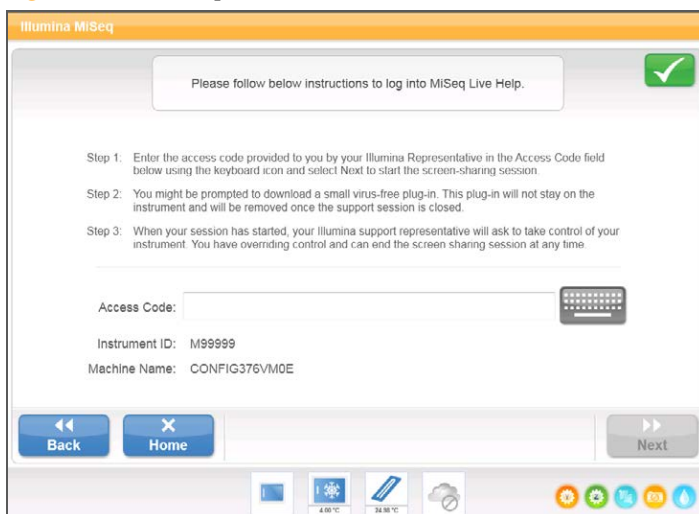 Illumina MiSeq
Please follow below instructions to log into MiSeq Live Help.
Step 1: Enter the access code provided to you by your Illumina Representative in the Access Code field
below using the keyboard icon and select Next to start the screen-sharing session.
Step 2: You might be prompted to download a small virus-free plug-in. This plug-in will not stay on the
instrument and will be removed once the support session is closed.
Step 3: When your session has started, your Illumina support representative will ask to take control of your
instrument. You have overriding control and can end the screen sharing session at any time.
Access Code:
Instrument ID: M99999
Machine Name: CONFIG376VM0E
Back
Home
Next
4.00 °C